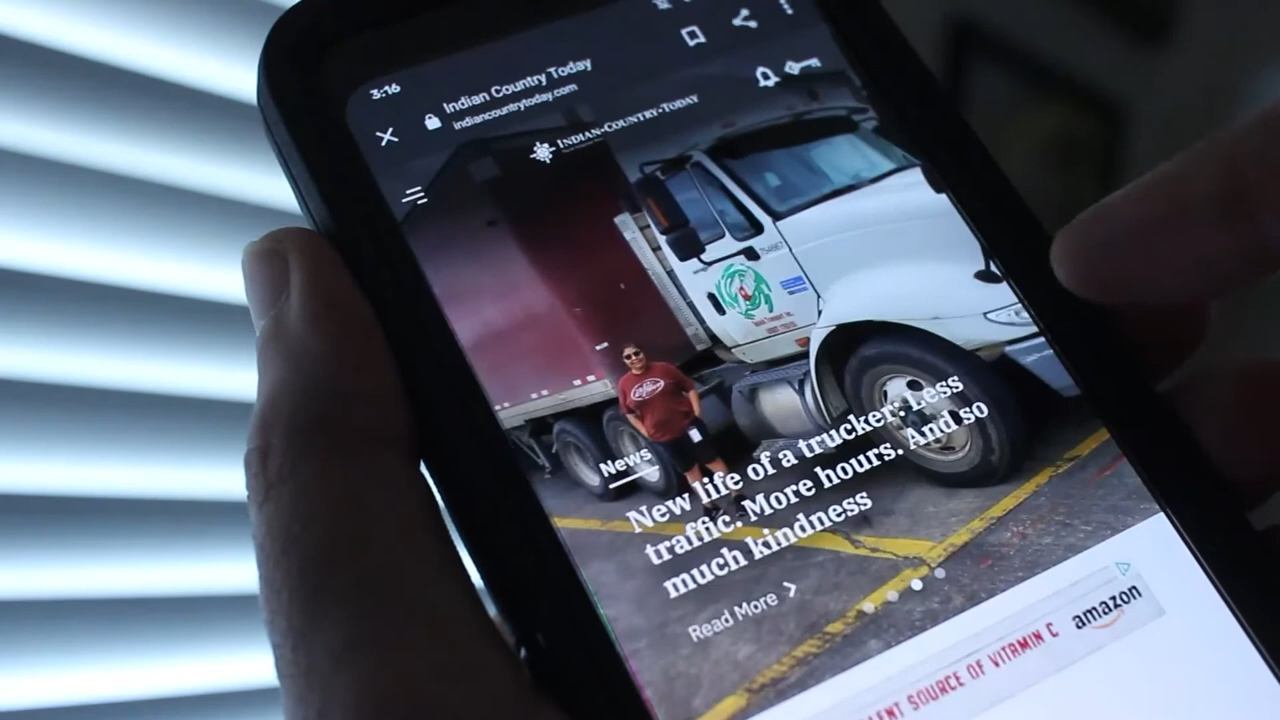 3:16
Indian Country Today
indiancountrytoday.com
INDIAN•COUNTRY•TODAY
News
New life of a trucker: Less
traffic. More hours. And so
much kindness
Read More
LENT SOURCE OF VITAMIN C
amazon